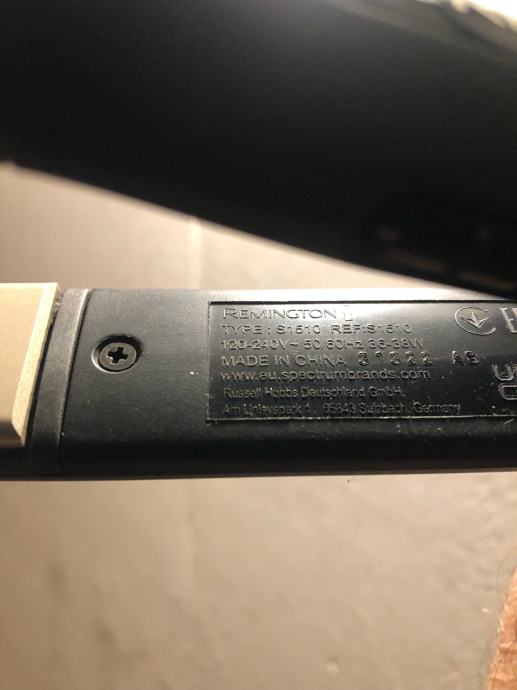 REMINGTON
TYPE : S1510 REF:S1510
120-240V~ 50/60Hz 36-38W
MADE IN CHINA 31322 AB
www.eu.spectrumbrands.com
Russell Hobbs Deutschland GmbH,
Am Unisyspark 1 65843 Sulzbach, Germany